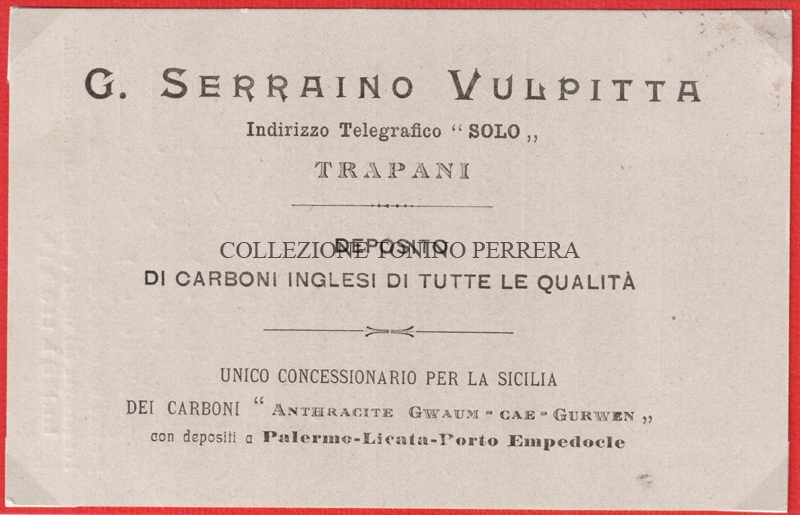 G. SERRAINO VULPITTA
Indirizzo Telegrafico “ SOLO „
TRAPANI
DEPOSITO
COLLEZIONE TONINO PERRERA
DI CARBONI INGLESI DI TUTTE LE QUALITÀ
UNICO CONCESSIONARIO PER LA SICILIA
DEI CARBONI “ ANTHRACITE GWAUM - CAE - GURWEN „
con depositi a Palermo-Licata-Porto Empedocle